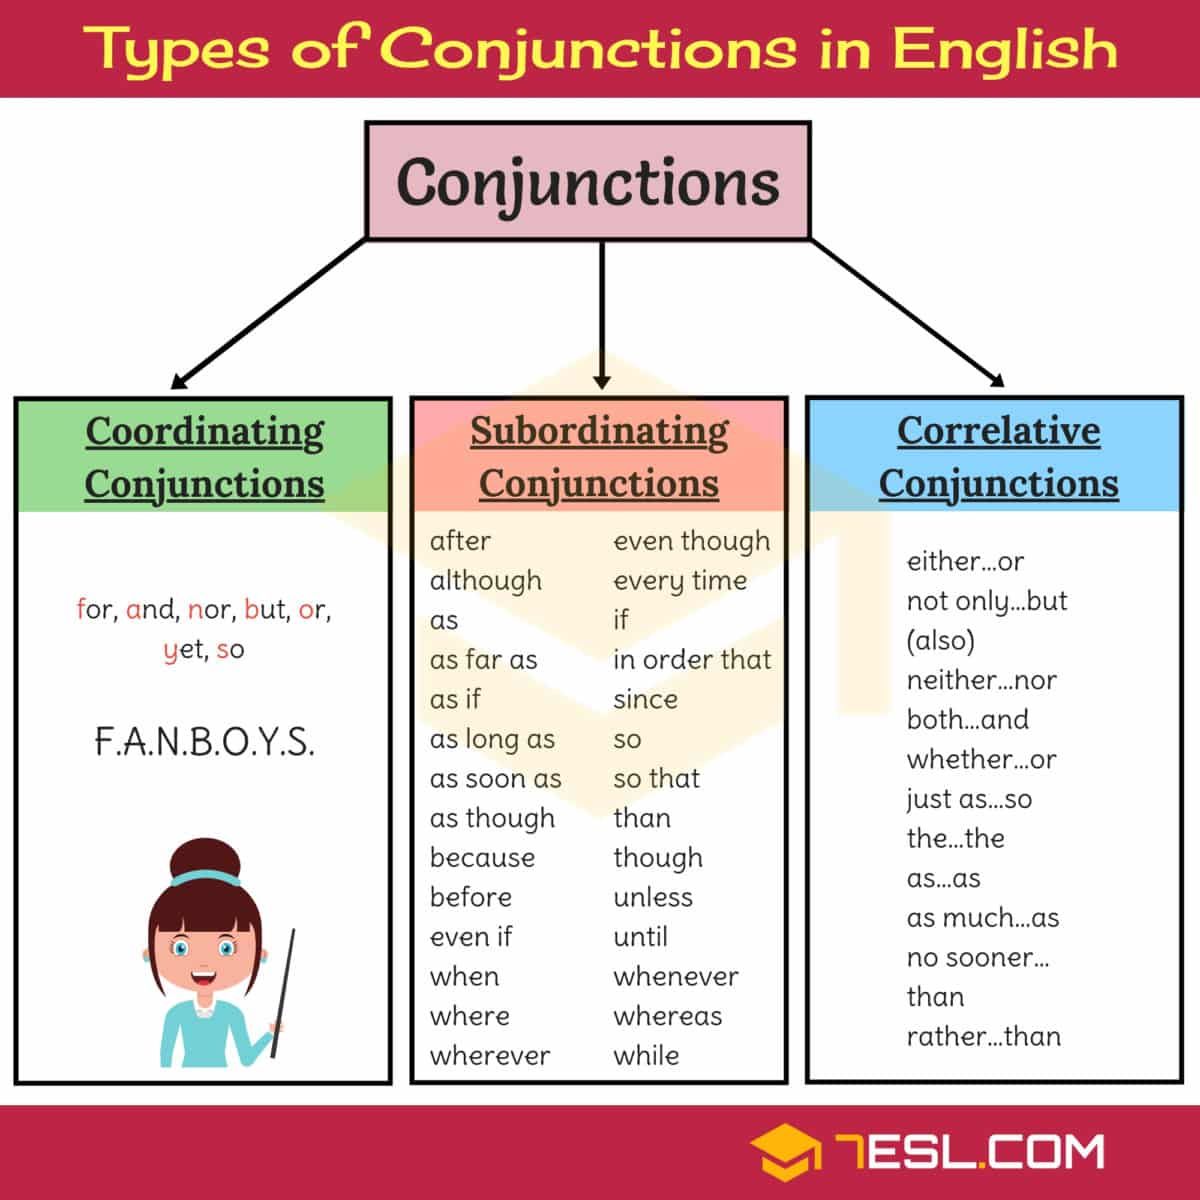 Types of Conjunctions in English
Conjunctions
Coordinating
Conjunctions
for, and, nor, but, or,
yet, so
F.A.N.B.O.Y.S.
Subordinating
Conjunctions
after
although
as
as far as
as if
as long as
as soon as
as though
because
before
even if
when
where
wherever
even though
every time
if
in order that
since
so
so that
than
though
unless
until
whenever
whereas
while
Correlative
Conjunctions
either...or
not only...but
(also)
neither...nor
both...and
whether...or
just as...so
the...the
as...as
as much...as
no sooner...
than
rather...than
7ESL.COM